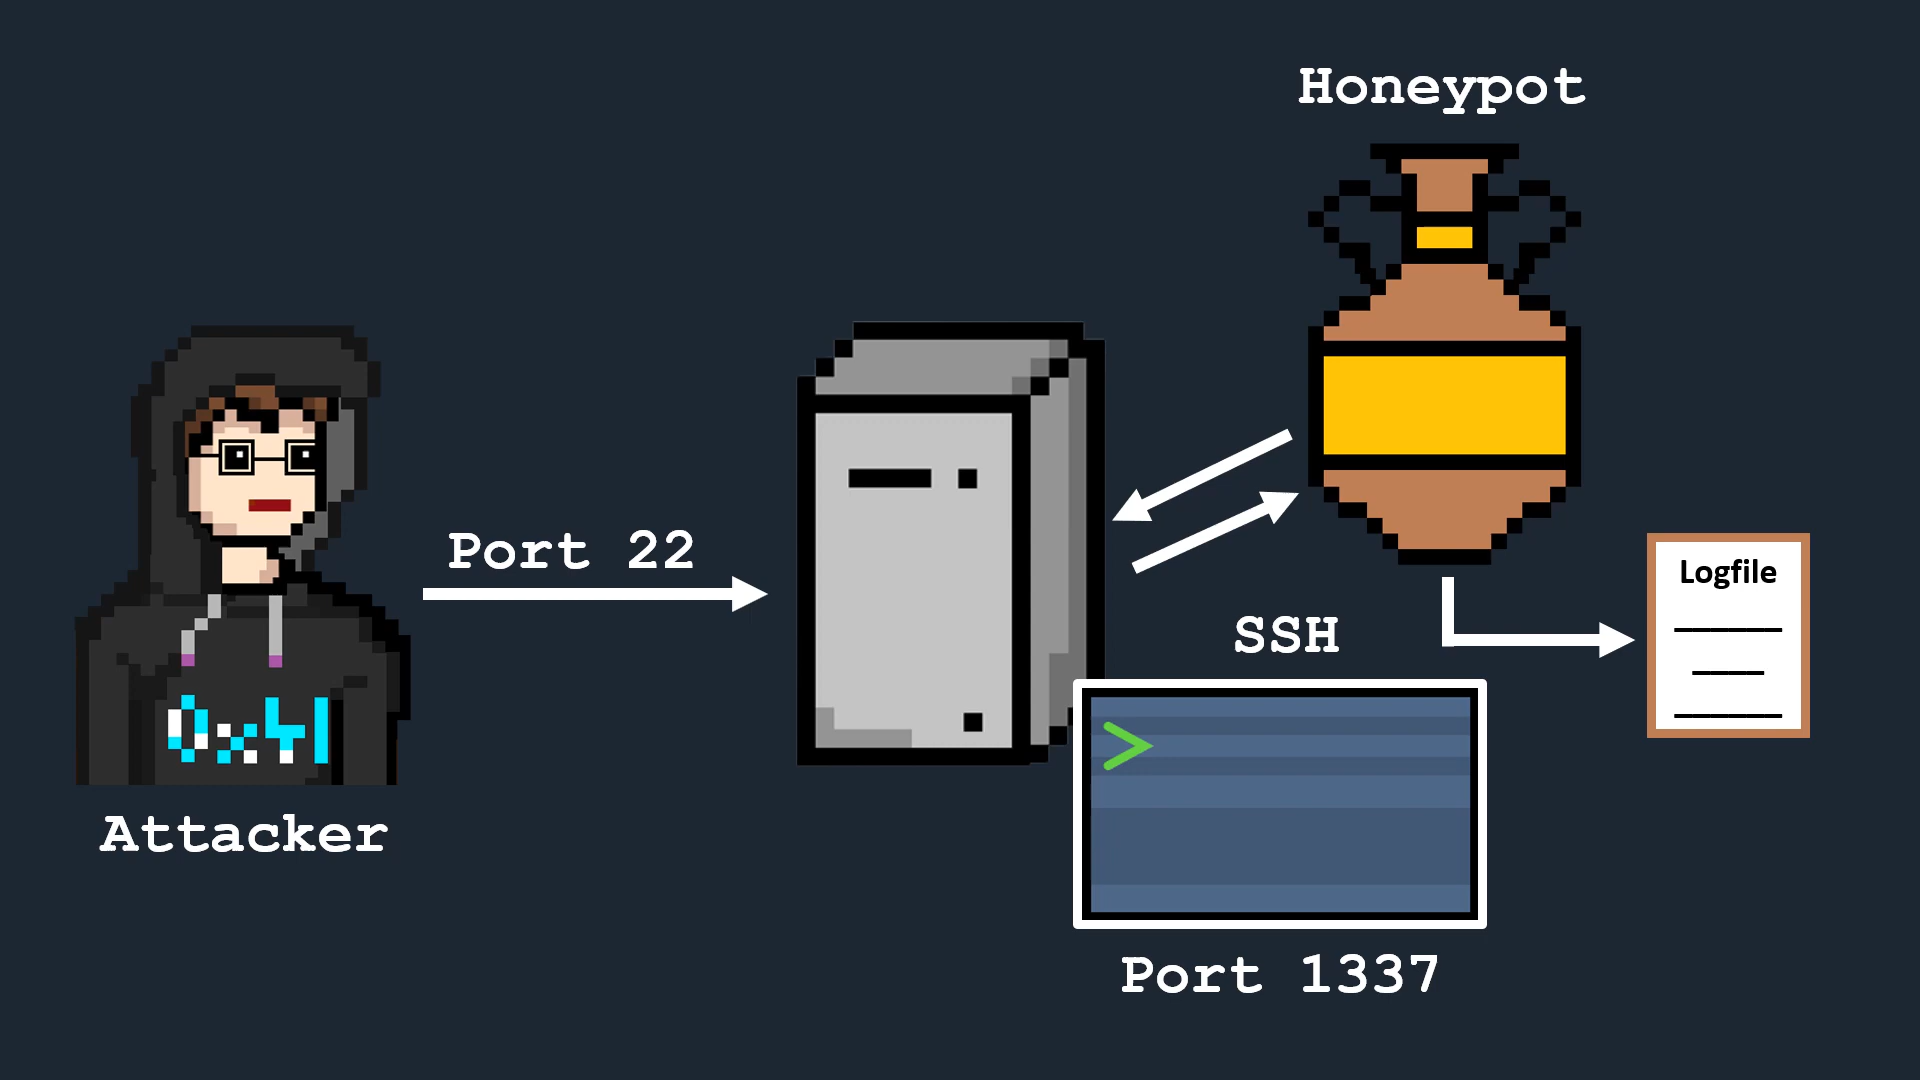 Honeypot
Port 22
Logfile
SSH
>
0x41
Attacker
Port 1337